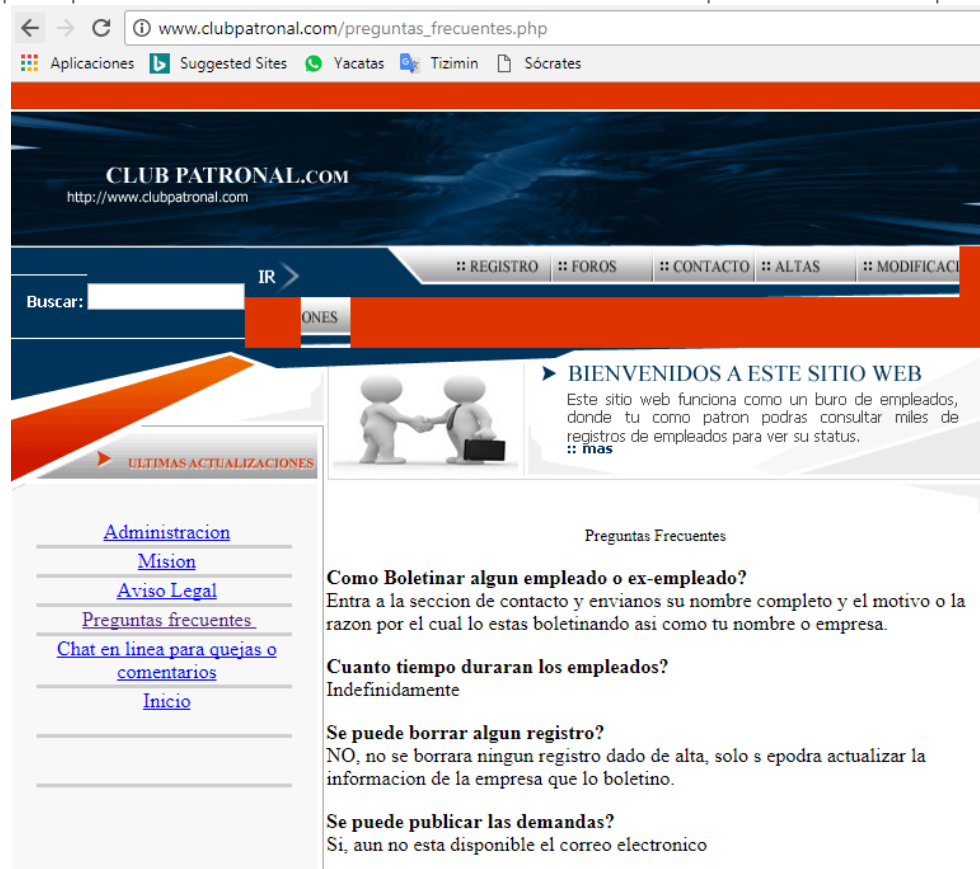 www.clubpatronal.com/preguntas_frecuentes.php
Aplicaciones Suggested Sites Yacatas Tizimin Sócrates
CLUB PATRONAL.COM
http://www.clubpatronal.com
IR
:: REGISTRO :: FOROS :: CONTACTO :: ALTAS :: MODIFICACI
Buscar:
ONES
BIENVENIDOS A ESTE SITIO WEB
Este sitio web funciona como un buro de empleados,
donde tu como patron podras consultar miles de
registros de empleados para ver su status.
:: mas
ULTIMAS ACTUALIZACIONES
Administracion
Mision
Aviso Legal
Preguntas frecuentes
Chat en linea para quejas o
comentarios
Inicio
Preguntas Frecuentes
Como Boletinar algun empleado o ex-empleado?
Entra a la seccion de contacto y envianos su nombre completo y el motivo o la
razon por el cual lo estas boletinando asi como tu nombre o empresa.
Cuanto tiempo duraran los empleados?
Indefinidamente
Se puede borrar algun registro?
NO, no se borrara ningun registro dado de alta, solo s epodra actualizar la
informacion de la empresa que lo boletino.
Se puede publicar las demandas?
Si, aun no esta disponible el correo electronico